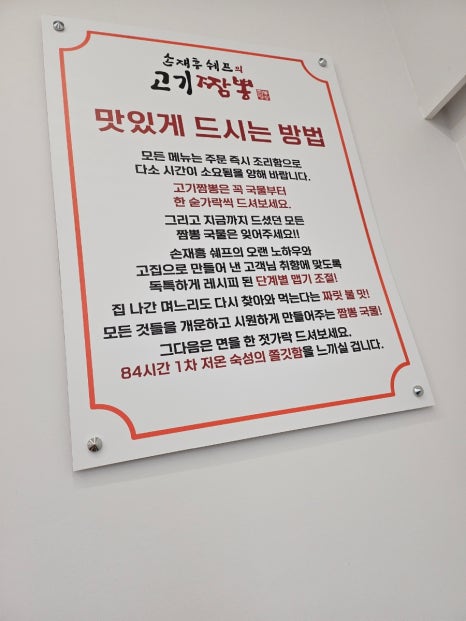 손재흠 쉐프의
고기짬뽕
맛있게 드시는 방법
모든 메뉴는 주문 즉시 조리함으로
다소 시간이 소요됨을 양해 바랍니다.
고기짬뽕은 꼭 국물부터
한 숟가락씩 드셔보세요.
그리고 지금까지 드셨던 모든
짬뽕 국물은 잊어주세요!!
손재흠 쉐프의 오랜 노하우와
고집으로 만들어 낸 고객님 취향에 맞도록
독특하게 레시피 된 단계별 맵기 조절!
집 나간 며느리도 다시 찾아와 먹는다는 짜릿 불 맛!
모든 것들을 개운하고 시원하게 만들어주는 짬뽕 국물!
그다음은 면을 한 젓가락 드셔보세요.
84시간 1차 저온 숙성의 쫄깃함을 느끼실 겁니다.